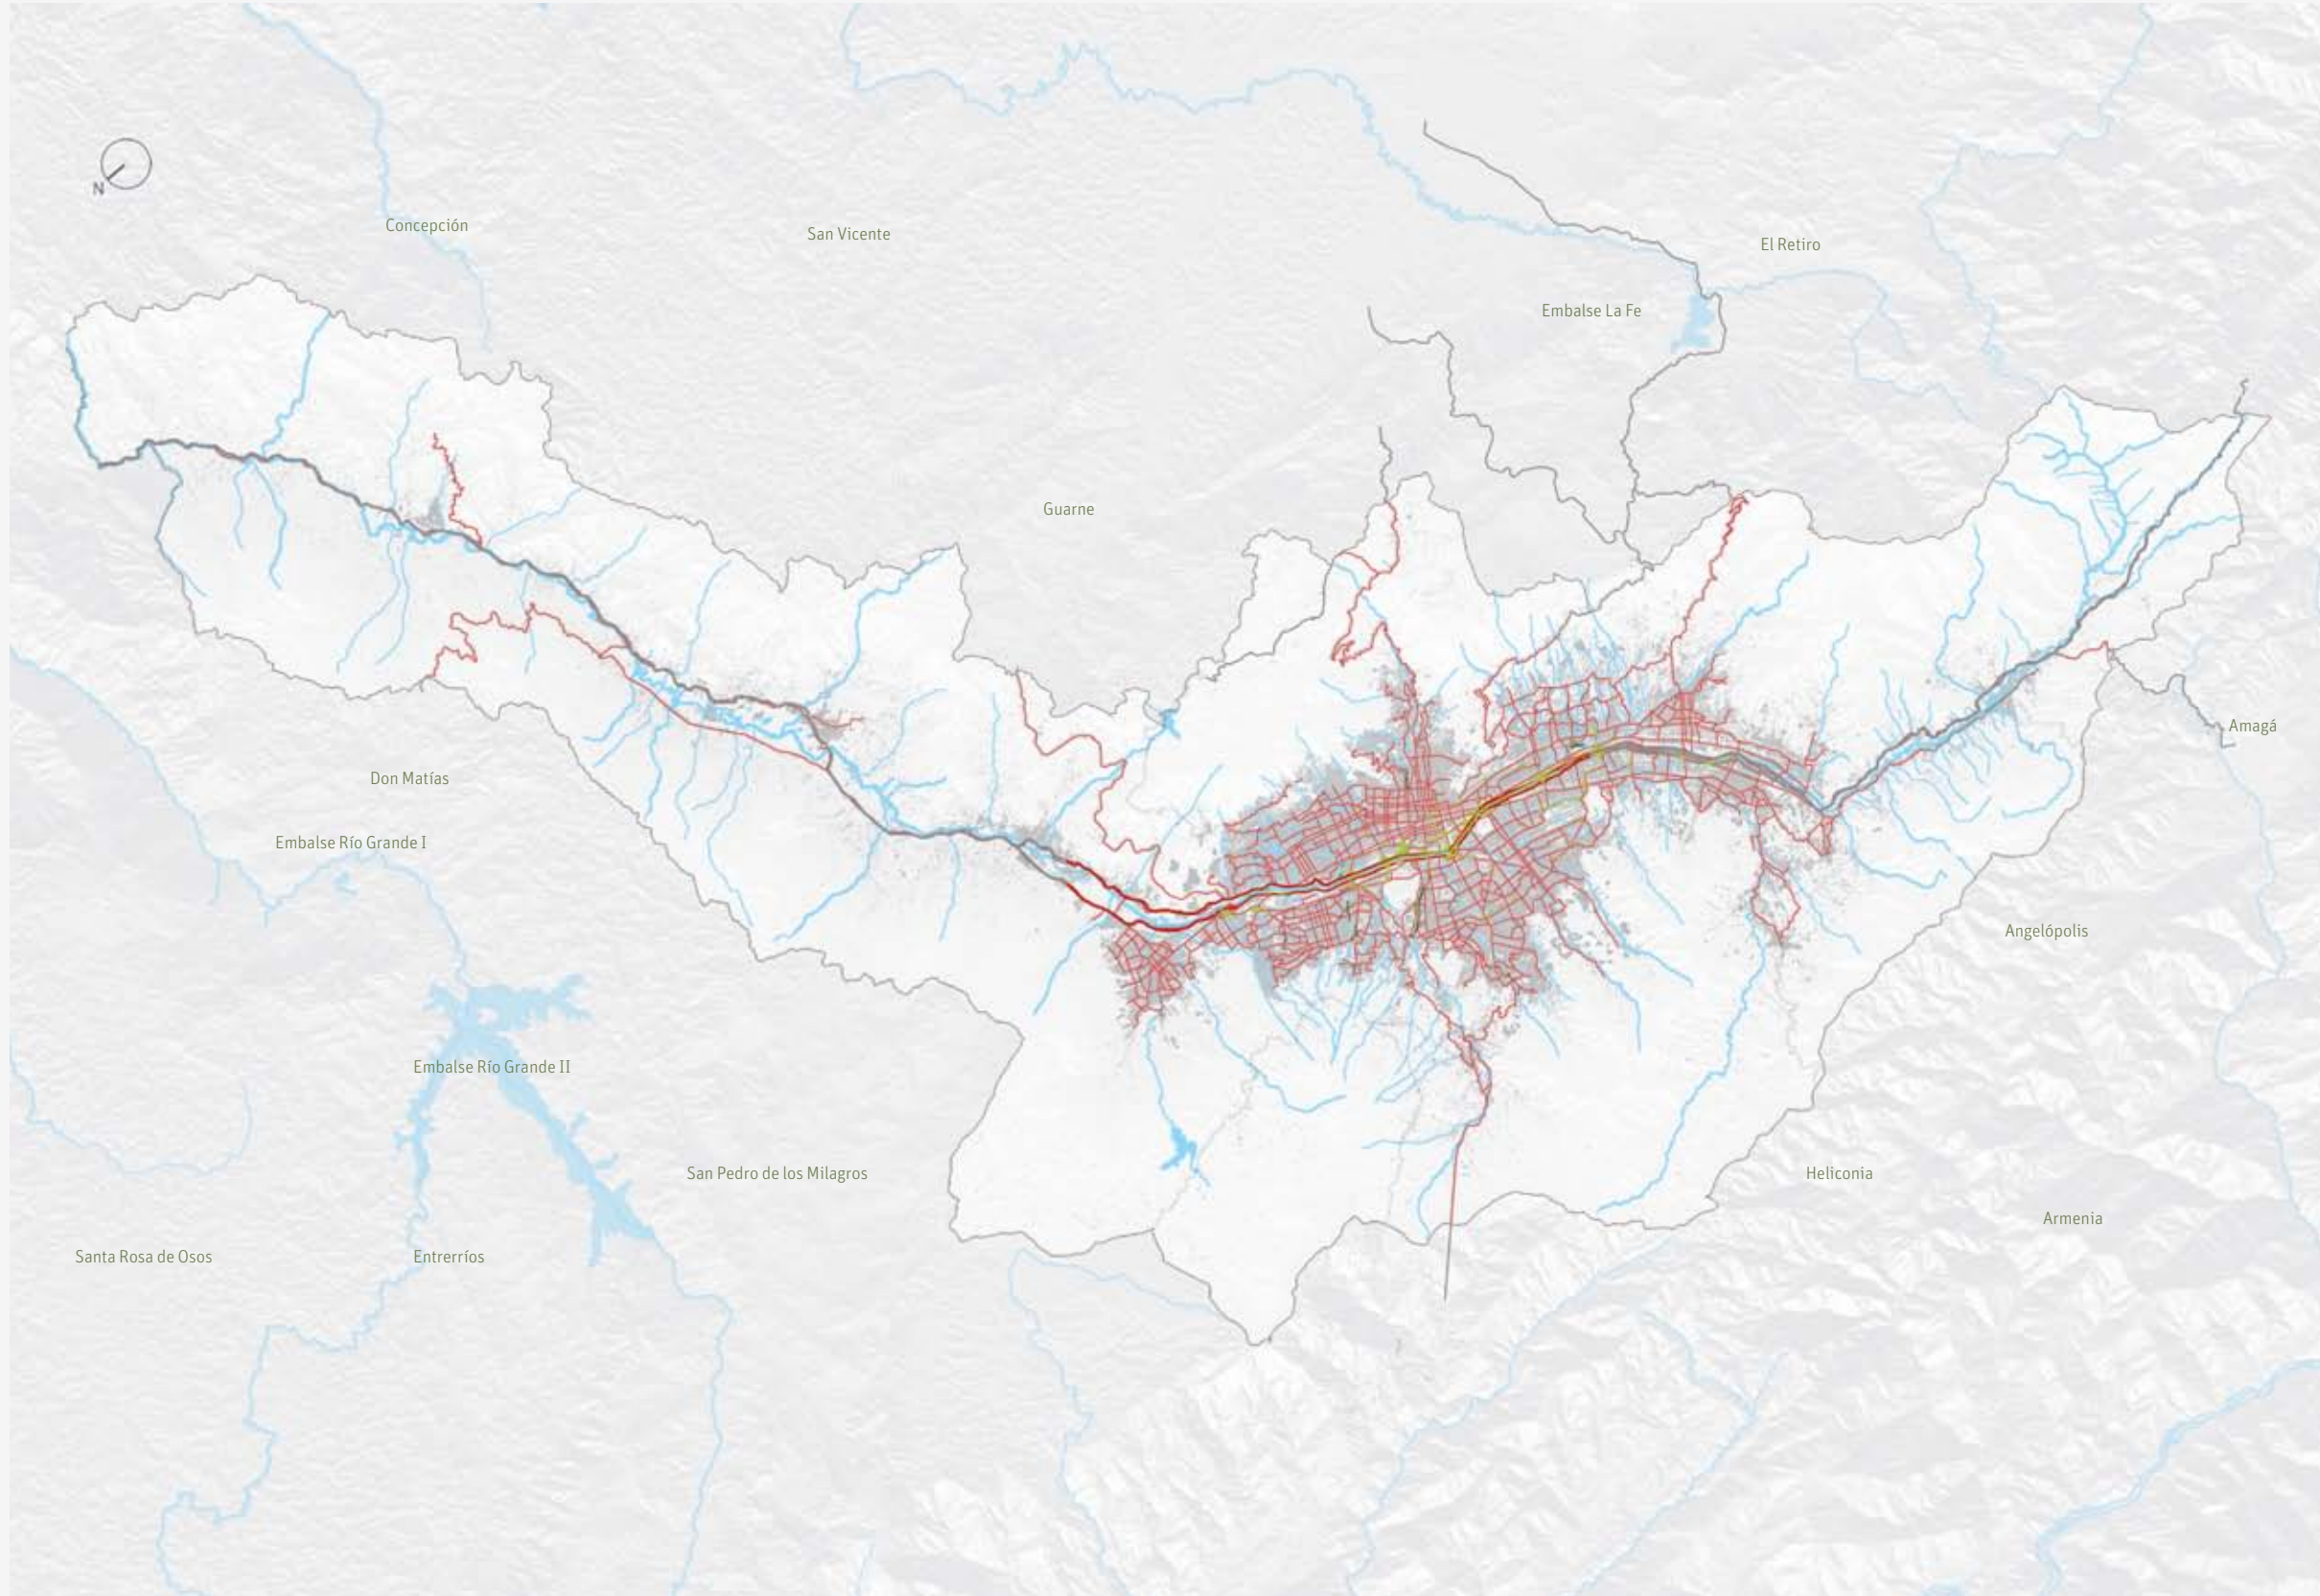 N
Concepción
San Vicente
El Retiro
Embalse La Fe
Guarne
Amagá
Don Matías
Embalse Río Grande I
Angelópolis
Embalse Río Grande II
San Pedro de los Milagros
Heliconia
Armenia
Santa Rosa de Osos
Entrerríos